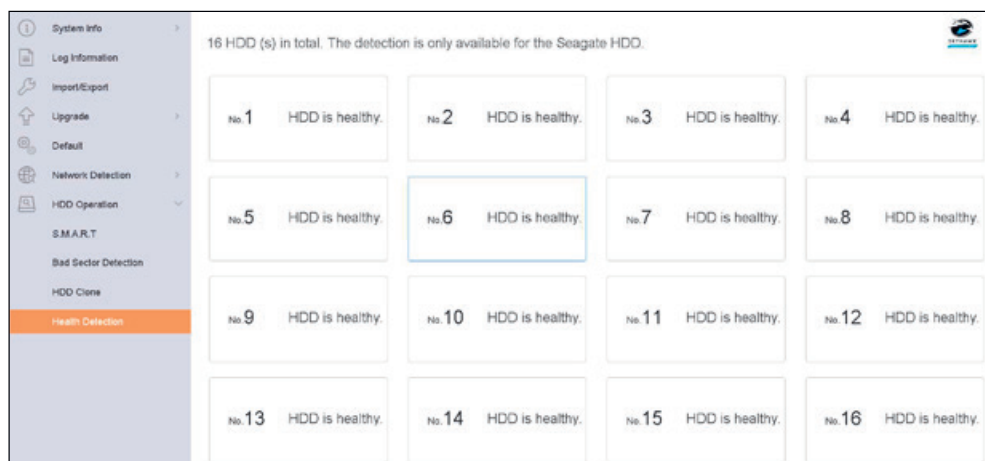 System Info
Log Information
Import/Export
Upgrade
Default
Network Detection
HDD Operation
S.M.A.R.T
Bad Sector Detection
HDD Clone
Health Detection
16 HDD (s) in total. The detection is only available for the Seagate HDD.
No.1 HDD is healthy.
No.2 HDD is healthy.
No.3 HDD is healthy.
No.4 HDD is healthy.
No.5 HDD is healthy.
No.6 HDD is healthy.
No.7 HDD is healthy.
No.8 HDD is healthy.
No.9 HDD is healthy.
No.10 HDD is healthy.
No.11 HDD is healthy.
No.12 HDD is healthy.
No.13 HDD is healthy.
No.14 HDD is healthy.
No.15 HDD is healthy.
No.16 HDD is healthy.